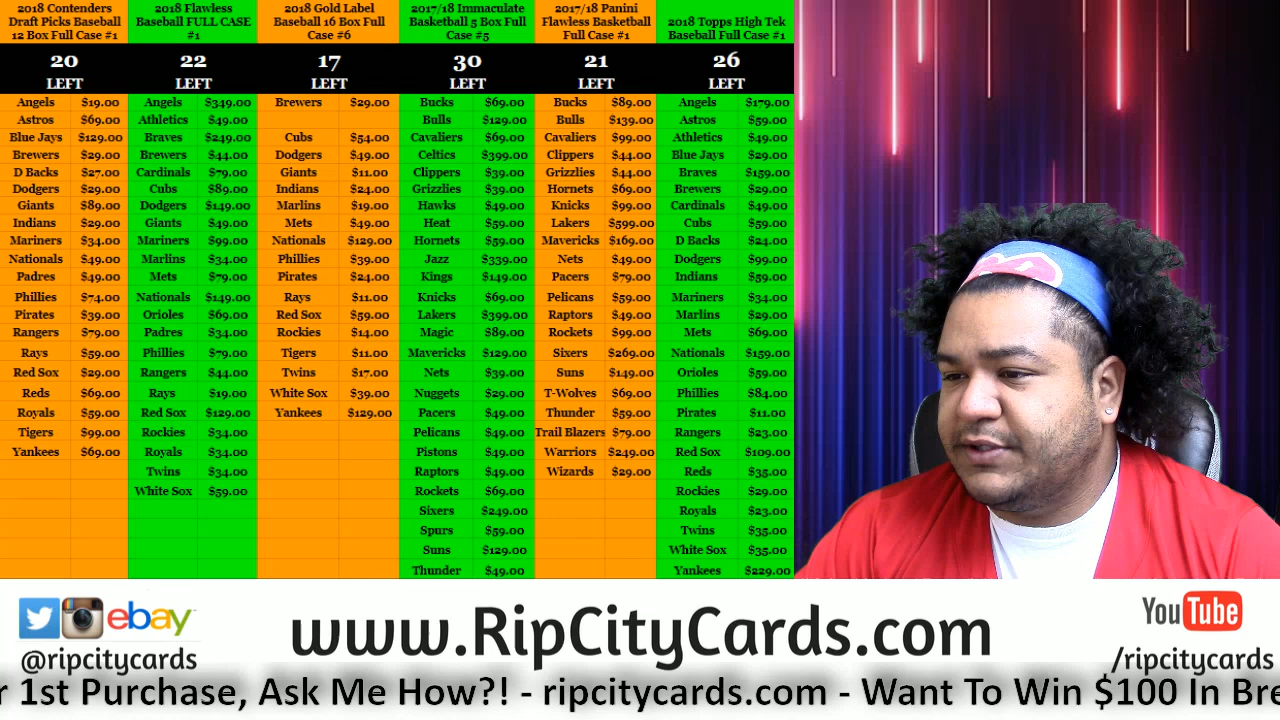 2018 Contenders
Draft Picks Baseball
12 Box Full Case #1
20
LEFT
Angels $19.00
Astros $69.00
Blue Jays $129.00
Brewers $29.00
D Backs $27.00
Dodgers $29.00
Giants $89.00
Indians $29.00
Mariners $34.00
Nationals $49.00
Padres $49.00
Phillies $74.00
Pirates $39.00
Rangers $79.00
Rays $59.00
Red Sox $29.00
Reds $69.00
Royals $59.00
Tigers $99.00
Yankees $69.00
2018 Flawless
Baseball FULL CASE
#1
22
LEFT
Angels $349.00
Athletics $49.00
Braves $249.00
Brewers $44.00
Cardinals $79.00
Cubs $89.00
Dodgers $149.00
Giants $49.00
Mariners $99.00
Marlins $34.00
Mets $79.00
Nationals $149.00
Orioles $69.00
Padres $34.00
Phillies $79.00
Rangers $44.00
Rays $19.00
Red Sox $129.00
Rockies $34.00
Royals $34.00
Twins $34.00
White Sox $59.00
2018 Gold Label
Baseball 16 Box Full
Case #6
17
LEFT
Brewers $29.00
Cubs $54.00
Dodgers $49.00
Giants $11.00
Indians $24.00
Marlins $19.00
Mets $49.00
Nationals $129.00
Phillies $39.00
Pirates $24.00
Rays $11.00
Red Sox $59.00
Rockies $14.00
Tigers $11.00
Twins $17.00
White Sox $39.00
Yankees $129.00
2017/18 Immaculate
Basketball 5 Box Full
Case #5
30
LEFT
Bucks $69.00
Bulls $129.00
Cavaliers $69.00
Celtics $399.00
Clippers $39.00
Grizzlies $39.00
Hawks $49.00
Heat $59.00
Hornets $59.00
Jazz $339.00
Kings $149.00
Knicks $69.00
Lakers $399.00
Magic $89.00
Mavericks $129.00
Nets $39.00
Nuggets $29.00
Pacers $49.00
Pelicans $49.00
Pistons $49.00
Raptors $49.00
Rockets $69.00
Sixers $249.00
Spurs $59.00
Suns $129.00
Thunder $49.00
2017/18 Panini
Flawless Basketball
Full Case #1
21
LEFT
Bucks $89.00
Bulls $139.00
Cavaliers $99.00
Clippers $44.00
Grizzlies $44.00
Hornets $69.00
Knicks $99.00
Lakers $599.00
Mavericks $169.00
Nets $49.00
Pacers $79.00
Pelicans $59.00
Raptors $49.00
Rockets $99.00
Sixers $269.00
Suns $149.00
T-Wolves $69.00
Thunder $59.00
Trail Blazers $79.00
Warriors $249.00
Wizards $29.00
2018 Topps High Tek
Baseball Full Case #1
26
LEFT
Angels $179.00
Astros $59.00
Athletics $49.00
Blue Jays $29.00
Braves $159.00
Brewers $29.00
Cardinals $49.00
Cubs $59.00
D Backs $24.00
Dodgers $99.00
Indians $59.00
Mariners $34.00
Marlins $29.00
Mets $69.00
Nationals $159.00
Orioles $59.00
Phillies $84.00
Pirates $11.00
Rangers $23.00
Red Sox $109.00
Reds $35.00
Rockies $29.00
Royals $23.00
Twins $35.00
White Sox $35.00
Yankees $229.00
ebay
@ripcitycards
www.RipCityCards.com
YouTube
/ripcitycards
r 1st Purchase, Ask Me How?! - ripcitycards.com - Want To Win $100 In Bre